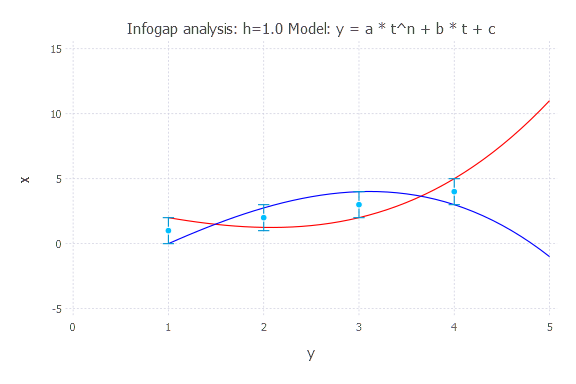 Infogap analysis: h=1.0 Model: y = a * t^n + b * t + c
15
10
5
0
-5
x
0 1 2 3 4 5
y